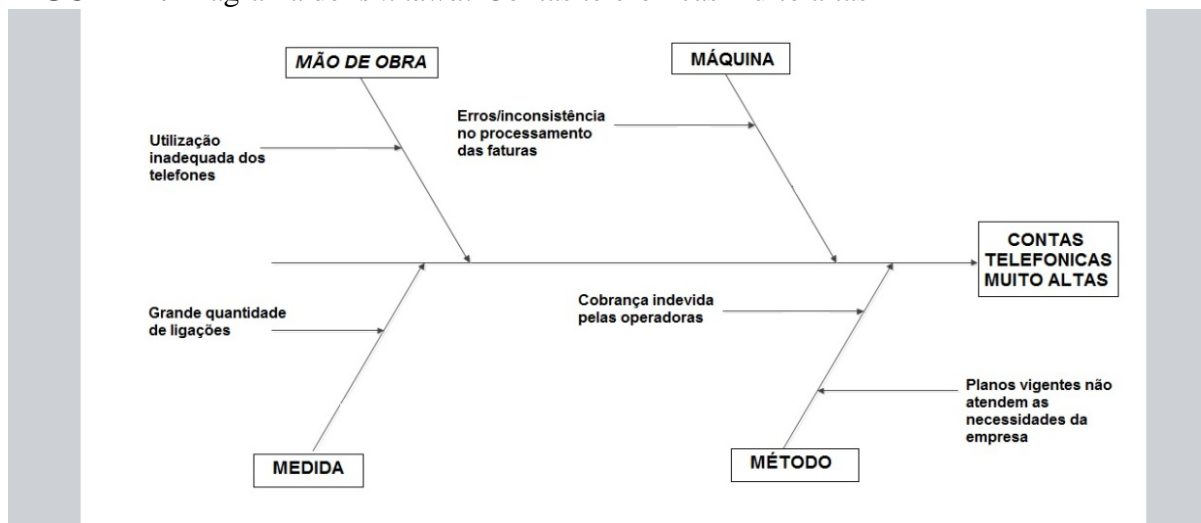 MÃO DE OBRA
MÁQUINA
Utilização
inadequada dos
telefones
Erros/inconsistência
no processamento
das faturas
CONTAS
TELEFONICAS
MUITO ALTAS
Grande quantidade
de ligações
Cobrança indevida
pelas operadoras
Planos vigentes não
atendem as
necessidades da
empresa
MEDIDA
MÉTODO